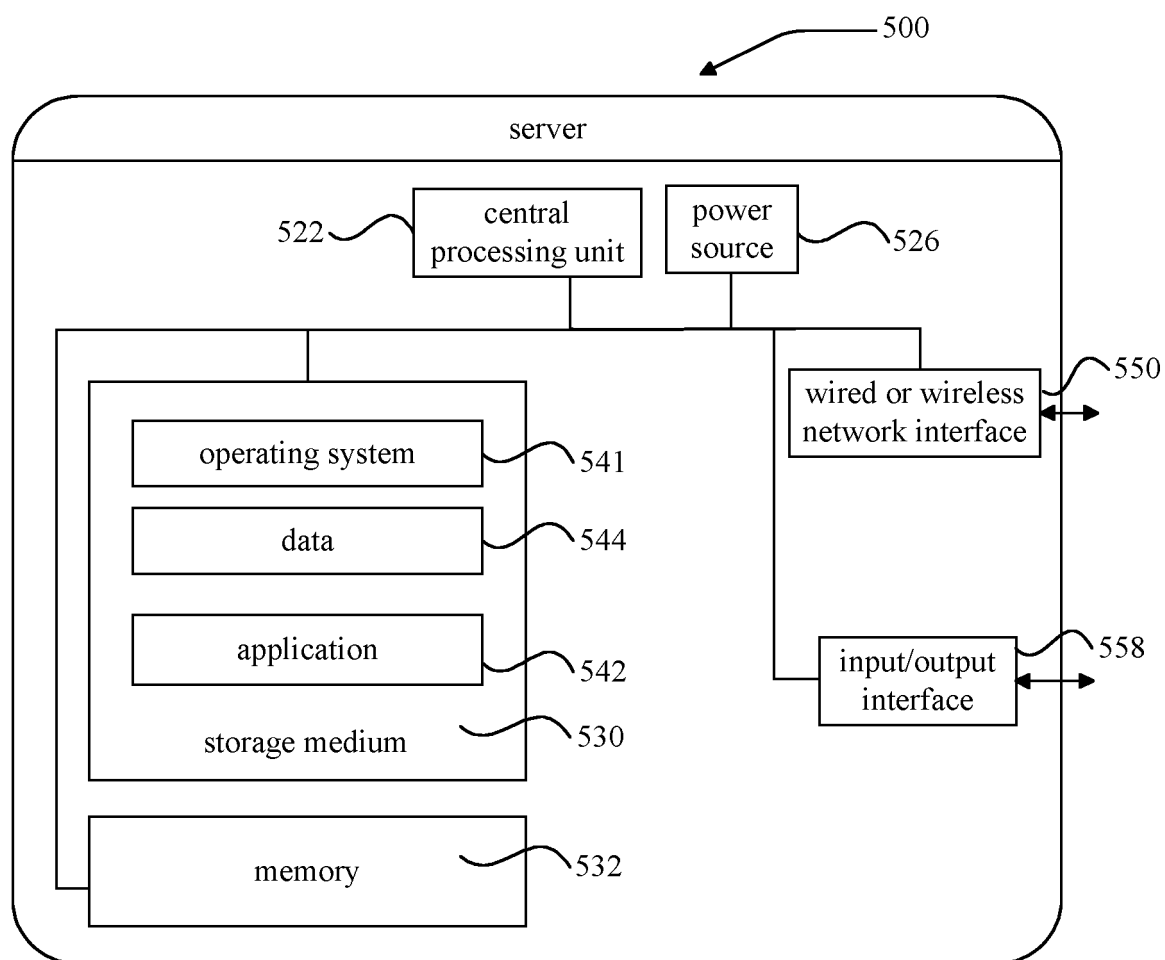 500
server
central
processing unit
522
power
source
526
wired or wireless
network interface
550
operating system
541
data
544
application
542
storage medium
530
input/output
interface
558
memory
532